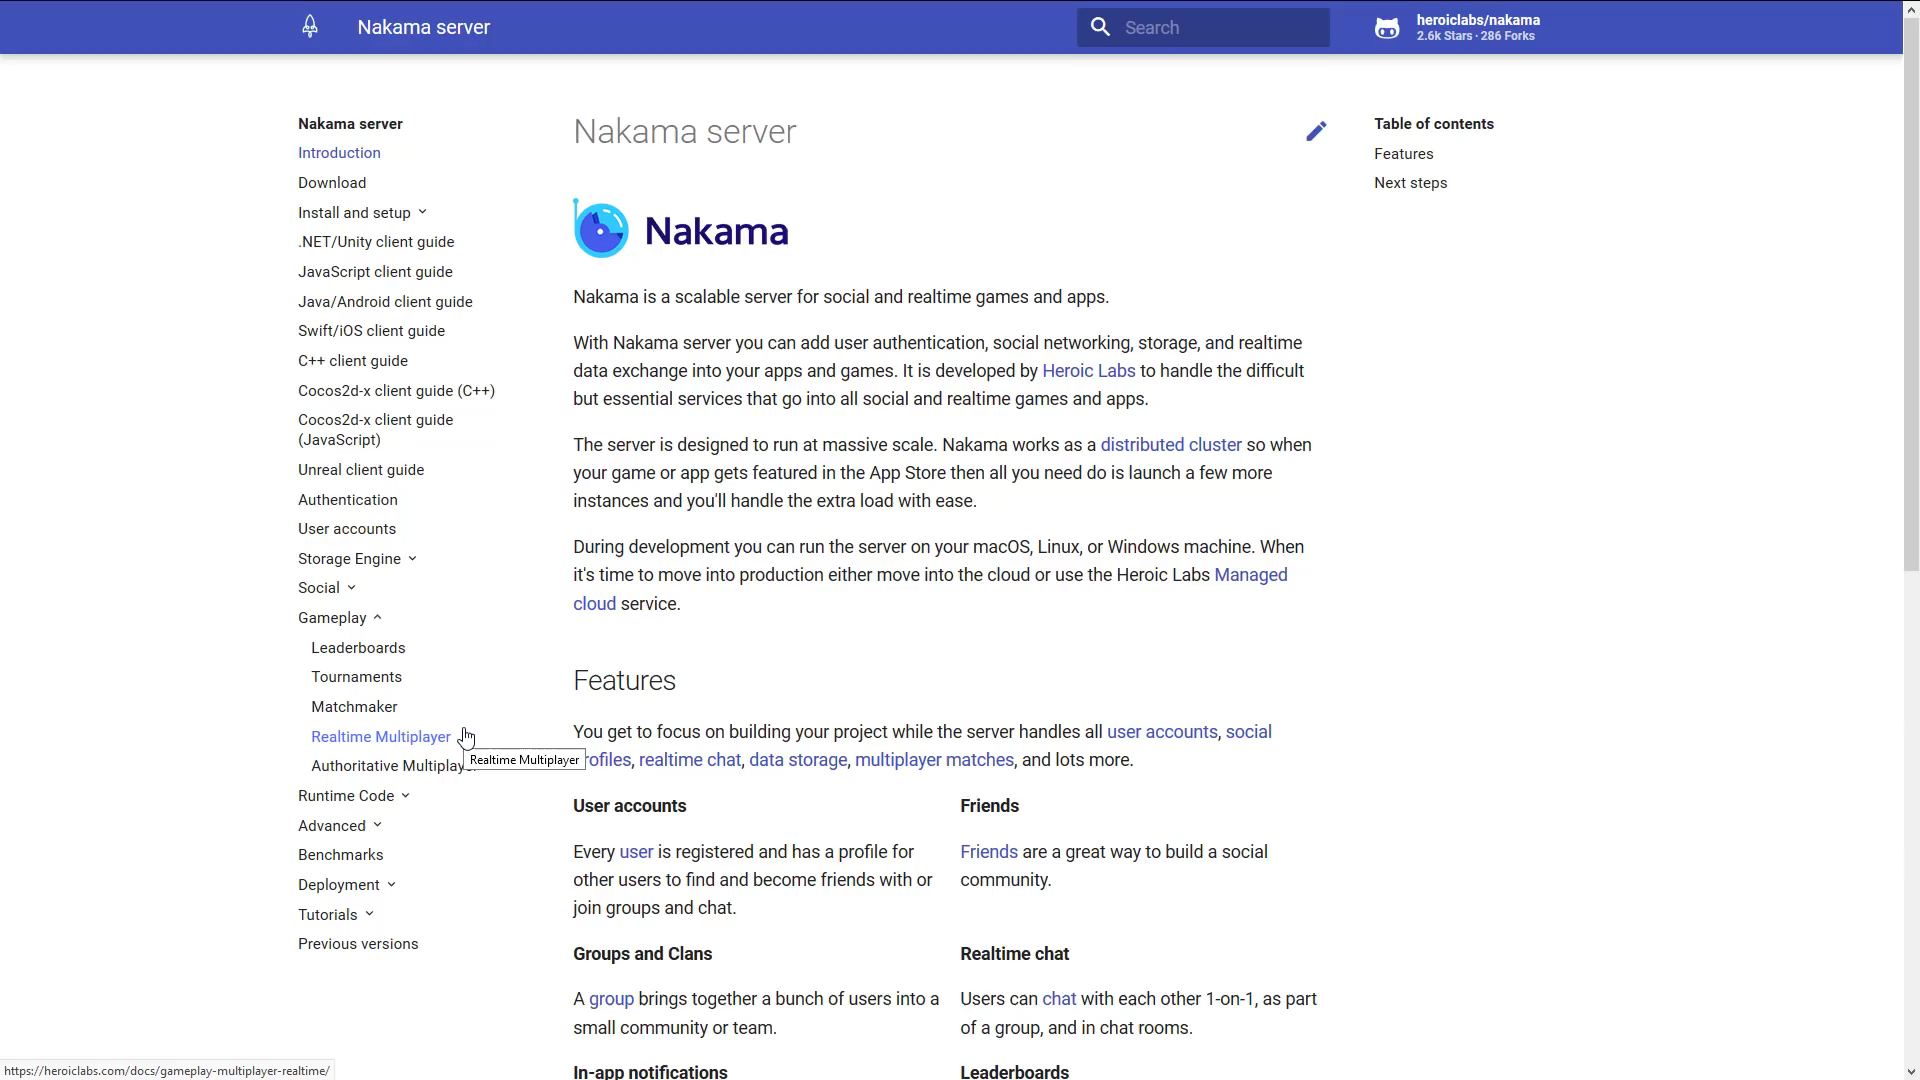 Nakama server
Search
heroiclabs/nakama
2.6k Stars · 286 Forks
Nakama server
Introduction
Download
Install and setup
.NET/Unity client guide
JavaScript client guide
Java/Android client guide
Swift/iOS client guide
C++ client guide
Cocos2d-x client guide (C++)
Cocos2d-x client guide
(JavaScript)
Unreal client guide
Authentication
User accounts
Storage Engine
Social
Gameplay
Leaderboards
Tournaments
Matchmaker
Realtime Multiplayer
Authoritative Multiplayer
Runtime Code
Advanced
Benchmarks
Deployment
Tutorials
Previous versions
Realtime Multiplayer
Nakama server
Nakama
Nakama is a scalable server for social and realtime games and apps.
With Nakama server you can add user authentication, social networking, storage, and realtime
data exchange into your apps and games. It is developed by Heroic Labs to handle the difficult
but essential services that go into all social and realtime games and apps.
The server is designed to run at massive scale. Nakama works as a distributed cluster so when
your game or app gets featured in the App Store then all you need do is launch a few more
instances and you'll handle the extra load with ease.
During development you can run the server on your macOS, Linux, or Windows machine. When
it's time to move into production either move into the cloud or use the Heroic Labs Managed
cloud service.
Features
You get to focus on building your project while the server handles all user accounts, social
rofiles, realtime chat, data storage, multiplayer matches, and lots more.
User accounts
Every user is registered and has a profile for
other users to find and become friends with or
join groups and chat.
Friends
Friends are a great way to build a social
community.
Groups and Clans
A group brings together a bunch of users into a
small community or team.
Realtime chat
Users can chat with each other 1-on-1, as part
of a group, and in chat rooms.
In-app notifications
Leaderboards
Table of contents
Features
Next steps
https://heroiclabs.com/docs/gameplay-multiplayer-realtime/